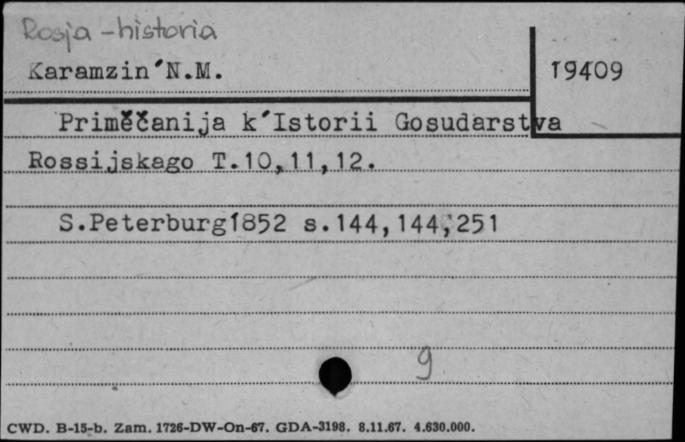 Rosja - historia
Karamzin´N.M.
19409
Priměčanija k´Istorii Gosudarstva
Rossijskago T.10,11,12.
S.Peterburg1852 s.144,144,251
9
CWD. B-15-b. Zam. 1726-DW-On-67. GDA-3198. 8.11.67. 4.630.000.